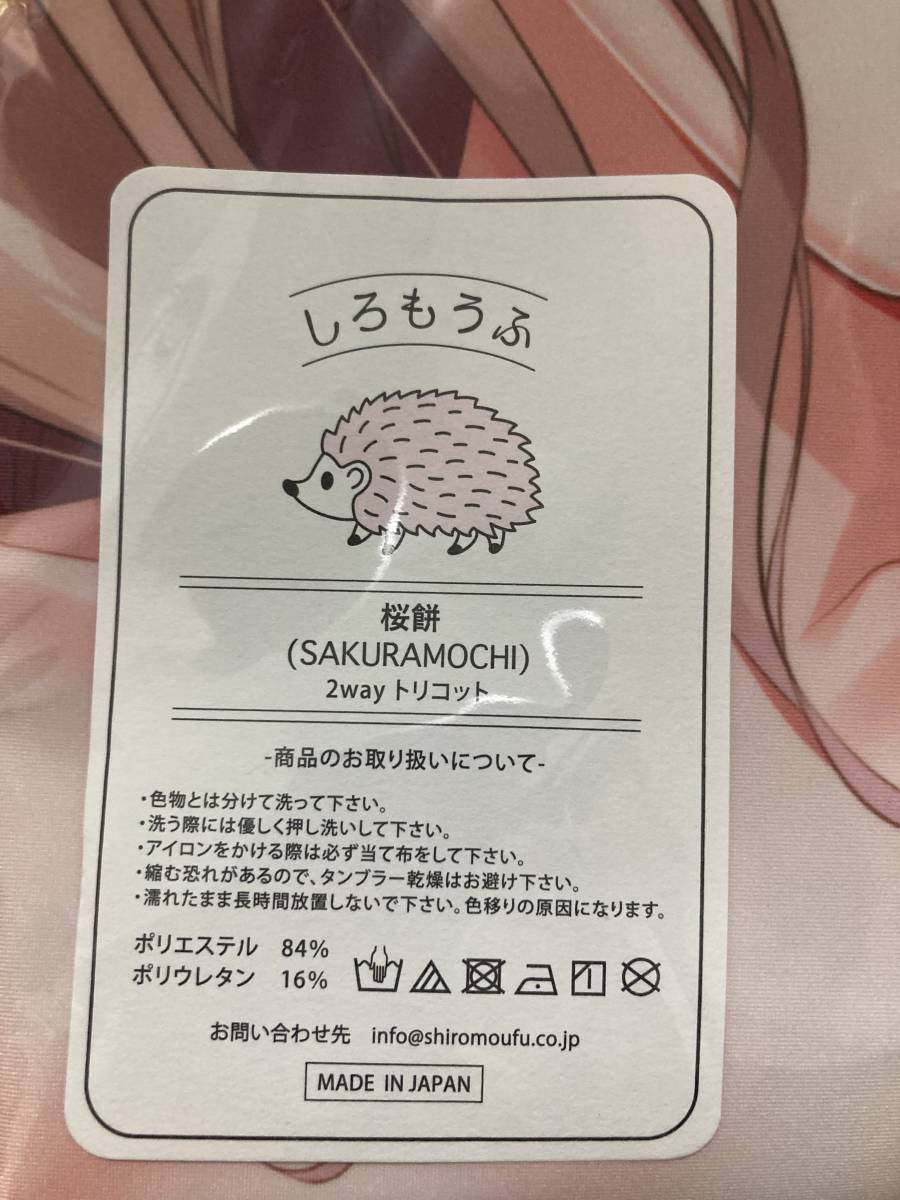 しろもうふ
桜餅
(SAKURAMOCHI)
2way トリコット
-商品のお取り扱いについて-
・色物とは分けて洗って下さい。
・洗う際には優しく押し洗いして下さい。
・アイロンをかける際は必ず当て布をして下さい。
・縮む恐れがあるので、タンブラー乾燥はお避け下さい。
・濡れたまま長時間放置しないで下さい。色移りの原因になります。
ポリエステル 84%
ポリウレタン 16%
お問い合わせ先 info@shiromoufu.co.jp
MADE IN JAPAN